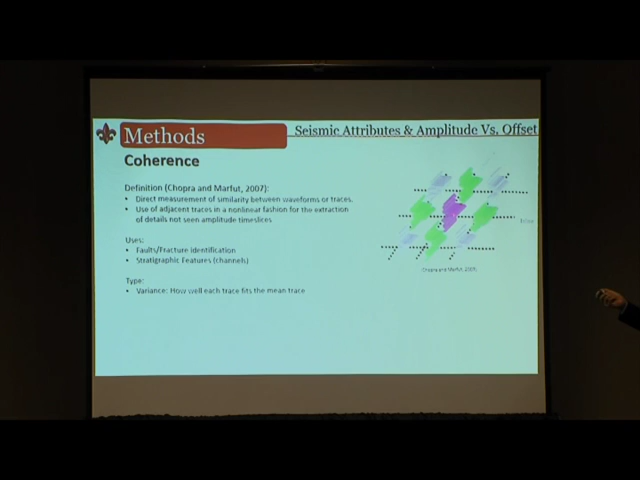 Methods
Seismic Attributes & Amplitude Vs. Offset
Coherence
Definition (Chopra and Marfut, 2007):
• Direct measurement of similarity between waveforms or traces.
• Use of adjacent traces in a nonlinear fashion for the extraction
of details not seen amplitude timeslices
Uses:
• Faults/Fracture Identification
• Stratigraphic Features (channels)
Type:
• Variance: How well each trace fits the mean trace
Chopra and Marfut, 2007.